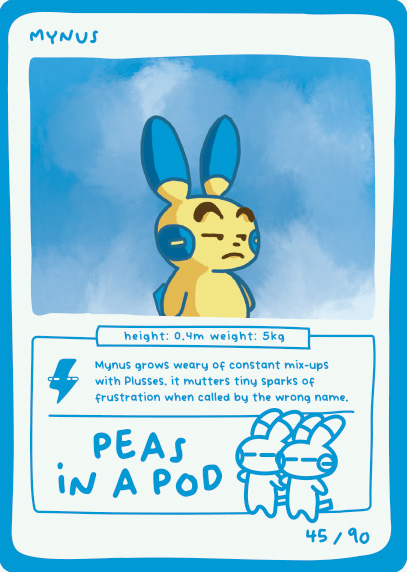 MYNUS
height: 0.4m weight: 5kg
Mynus grows weary of constant mix-ups
with Plusses. it mutters tiny sparks of
frustration when called by the wrong name.
PEAS
iN A POD
45 / 90